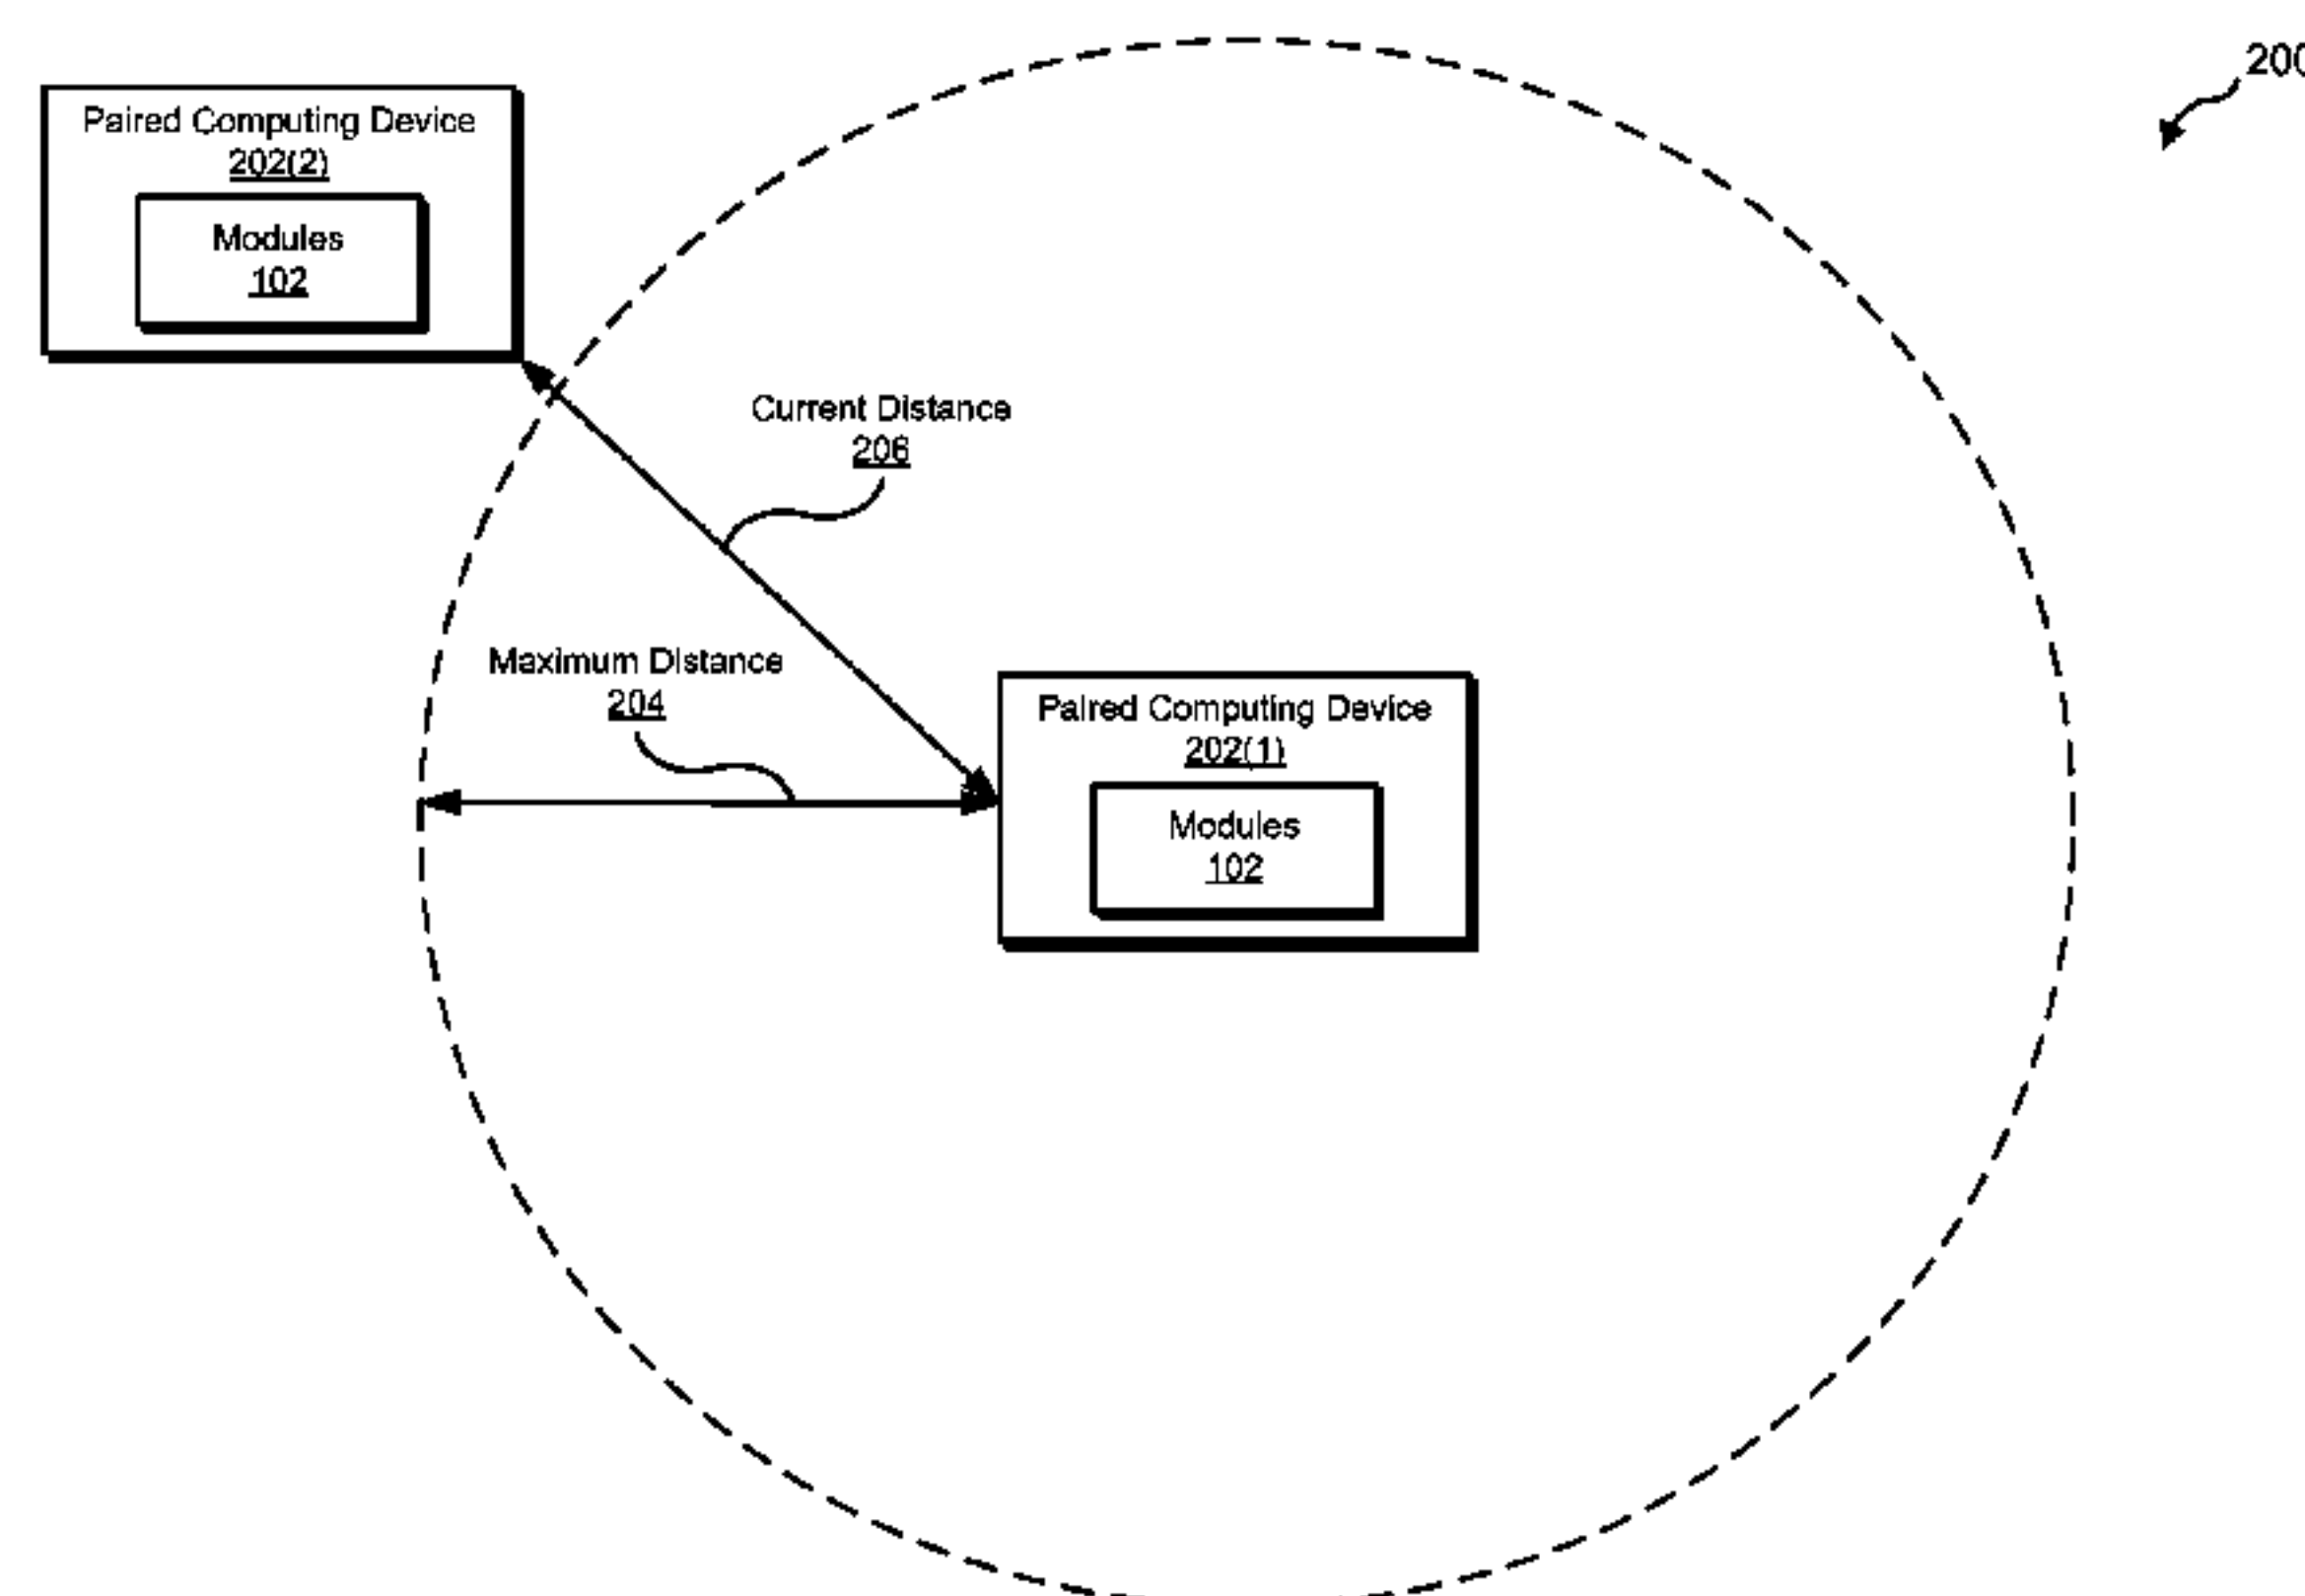 200
Paired Computing Device
202(2)
Modules
102
Current Distance
206
Maximum Distance
204
Paired Computing Device
202(1)
Modules
102